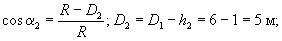 cos α₂ = (R − D₂)/R; D₂ = D₁ − h₂ = 6 − 1 = 5 м;